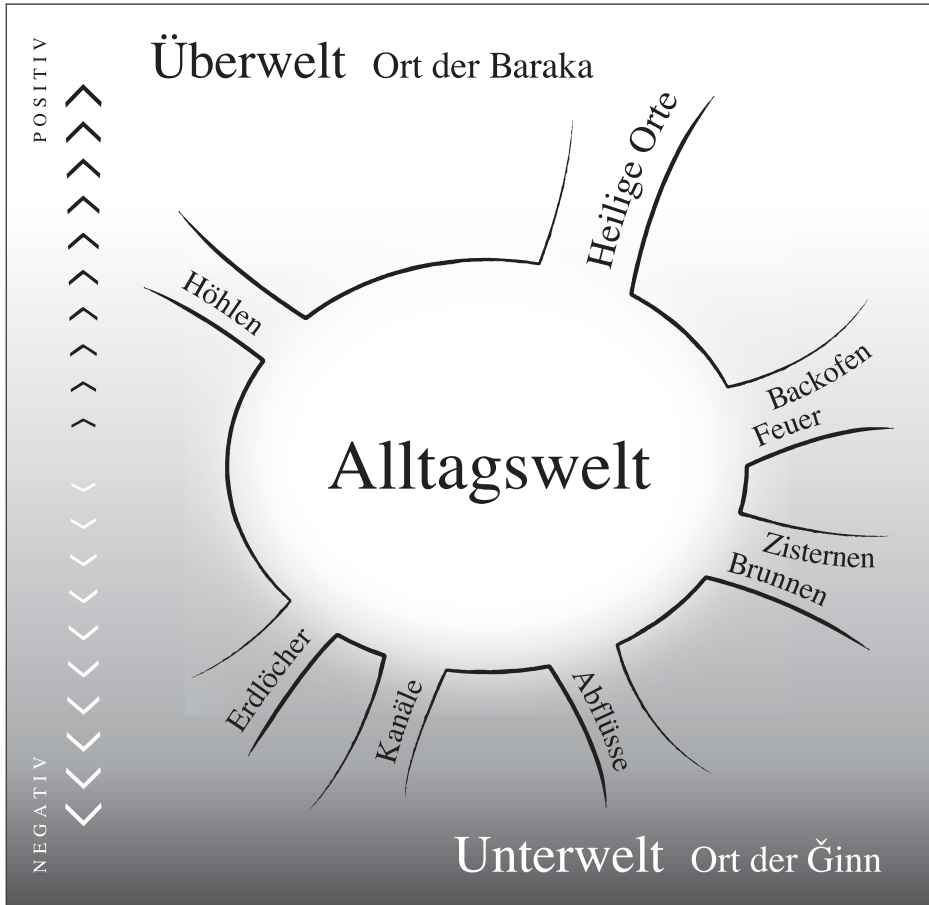 POSITIV
Überwelt Ort der Baraka
Heilige Orte
Höhlen
Backofen
Feuer
Alltagswelt
Zisternen
Brunnen
Erdlöcher
Kanäle
Abflüsse
NEGATIV
Unterwelt Ort der Ǧinn